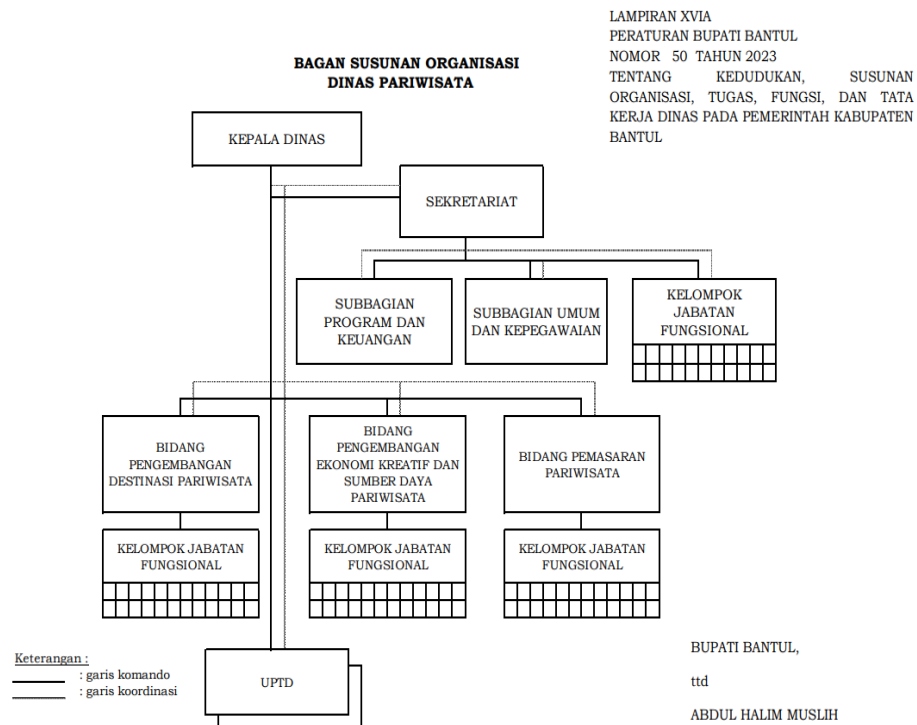 LAMPIRAN XVIA
PERATURAN BUPATI BANTUL
NOMOR 50 TAHUN 2023
TENTANG KEDUDUKAN, SUSUNAN
ORGANISASI, TUGAS, FUNGSI, DAN TATA
KERJA DINAS PADA PEMERINTAH KABUPATEN
BANTUL
BAGAN SUSUNAN ORGANISASI
DINAS PARIWISATA
KEPALA DINAS
SEKRETARIAT
SUBBAGIAN
PROGRAM DAN
KEUANGAN
SUBBAGIAN UMUM
DAN KEPEGAWAIAN
KELOMPOK
JABATAN
FUNGSIONAL
BIDANG
PENGEMBANGAN
DESTINASI PARIWISATA
BIDANG
PENGEMBANGAN
EKONOMI KREATIF DAN
SUMBER DAYA
PARIWISATA
BIDANG PEMASARAN
PARIWISATA
KELOMPOK JABATAN
FUNGSIONAL
KELOMPOK JABATAN
FUNGSIONAL
KELOMPOK JABATAN
FUNGSIONAL
Keterangan :
: garis komando
: garis koordinasi
UPTD
BUPATI BANTUL,
ttd
ABDUL HALIM MUSLIH